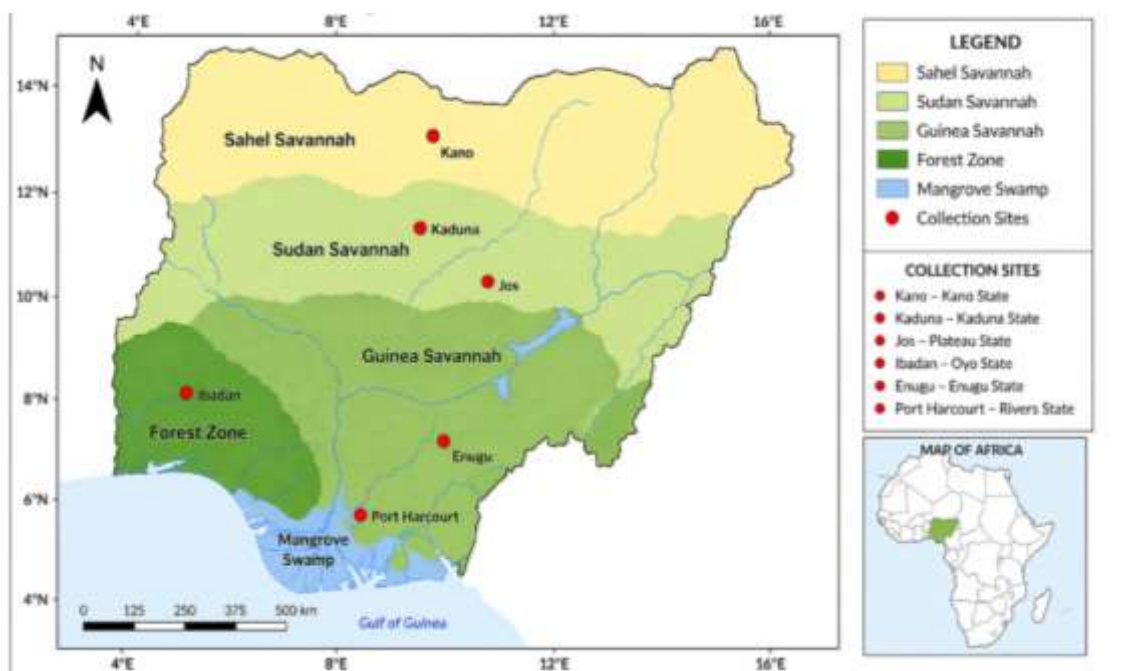 4°E 8°E 12°E 16°E
N
14°N
12°N
10°N
8°N
6°N
4°N
Sahel Savannah
Kano
Kaduna
Sudan Savannah
Jos
Guinea Savannah
Ibadan
Forest Zone
Enugu
Port Harcourt
Mangrove
Swamp
0 125 250 375 500 km
Gulf of Guinea
4°E 8°E 12°E 16°E
LEGEND
Sahel Savannah
Sudan Savannah
Guinea Savannah
Forest Zone
Mangrove Swamp
Collection Sites
COLLECTION SITES
Kano – Kano State
Kaduna – Kaduna State
Jos – Plateau State
Ibadan – Oyo State
Enugu – Enugu State
Port Harcourt – Rivers State
MAP OF AFRICA